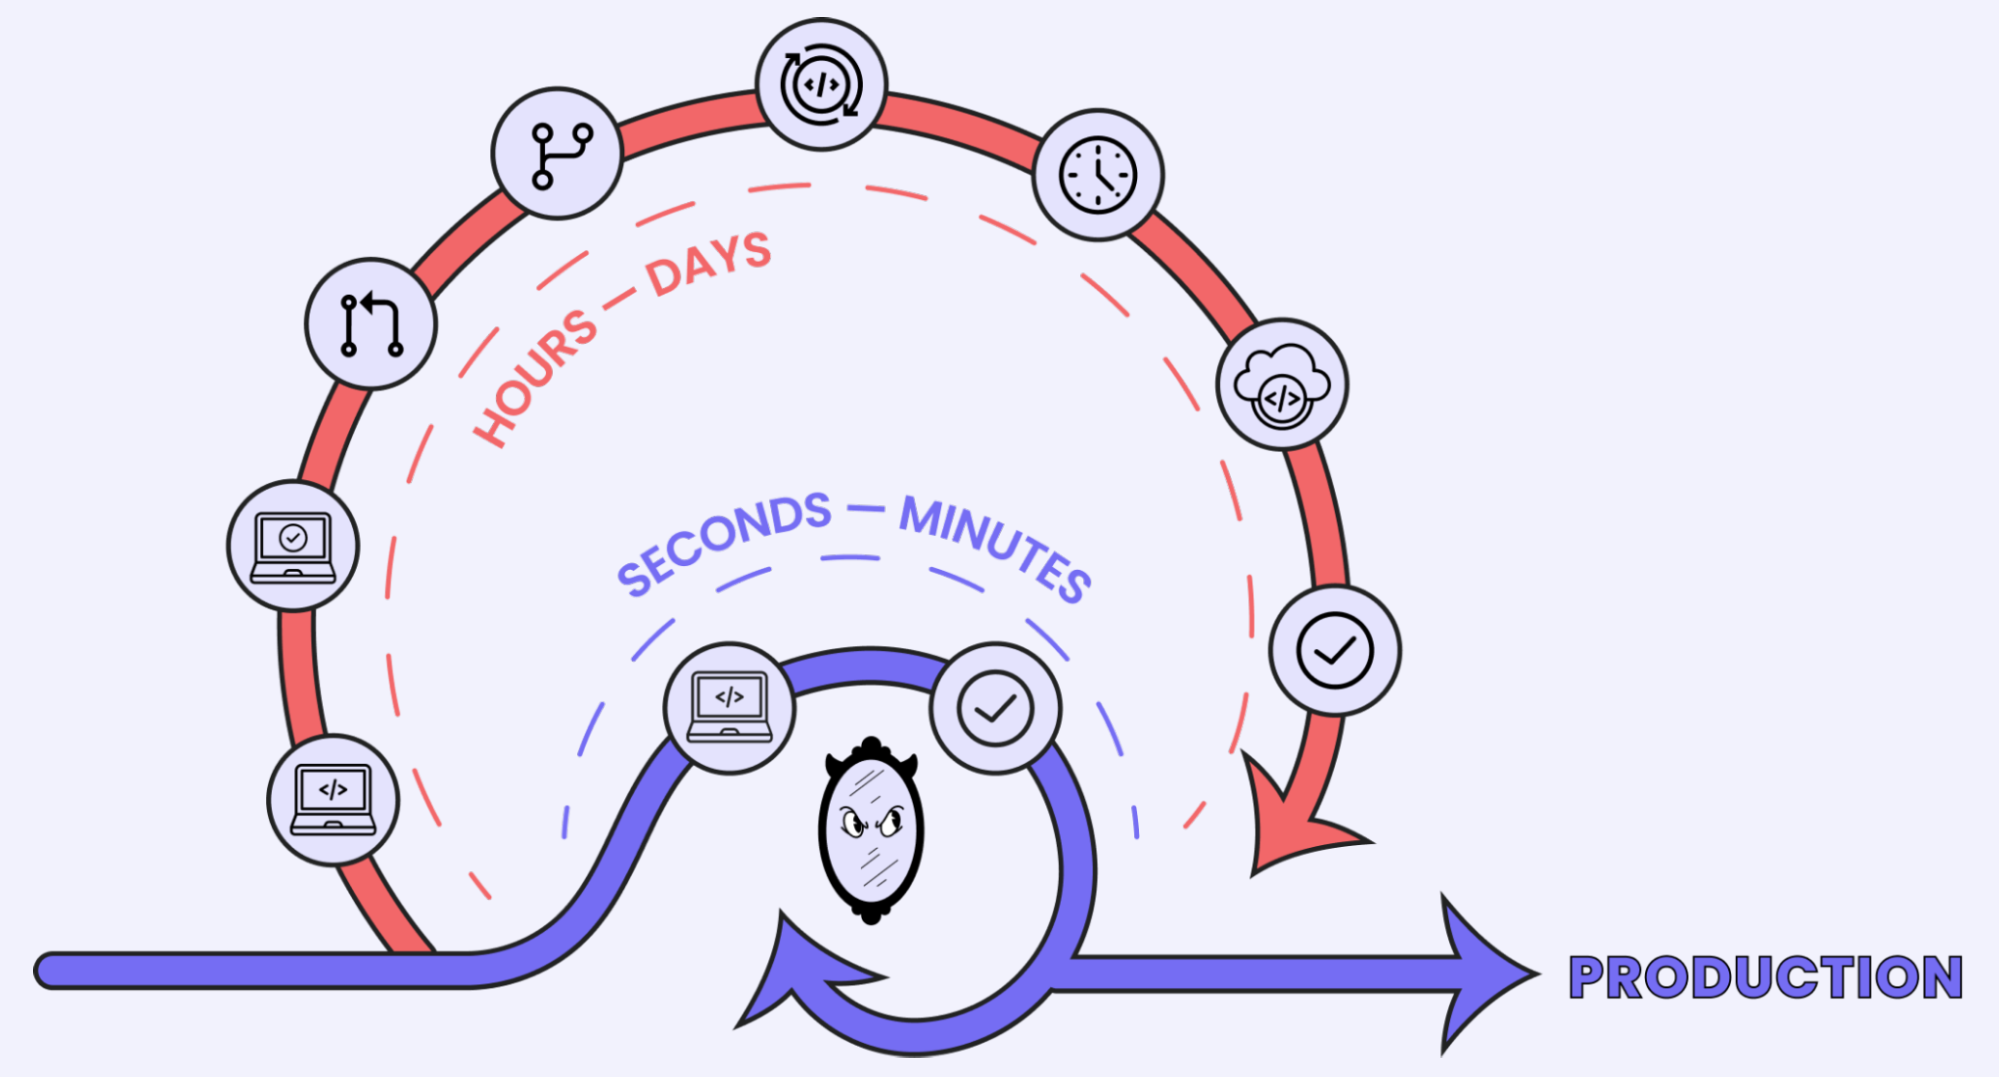 HOURS — DAYS
SECONDS — MINUTES
PRODUCTION